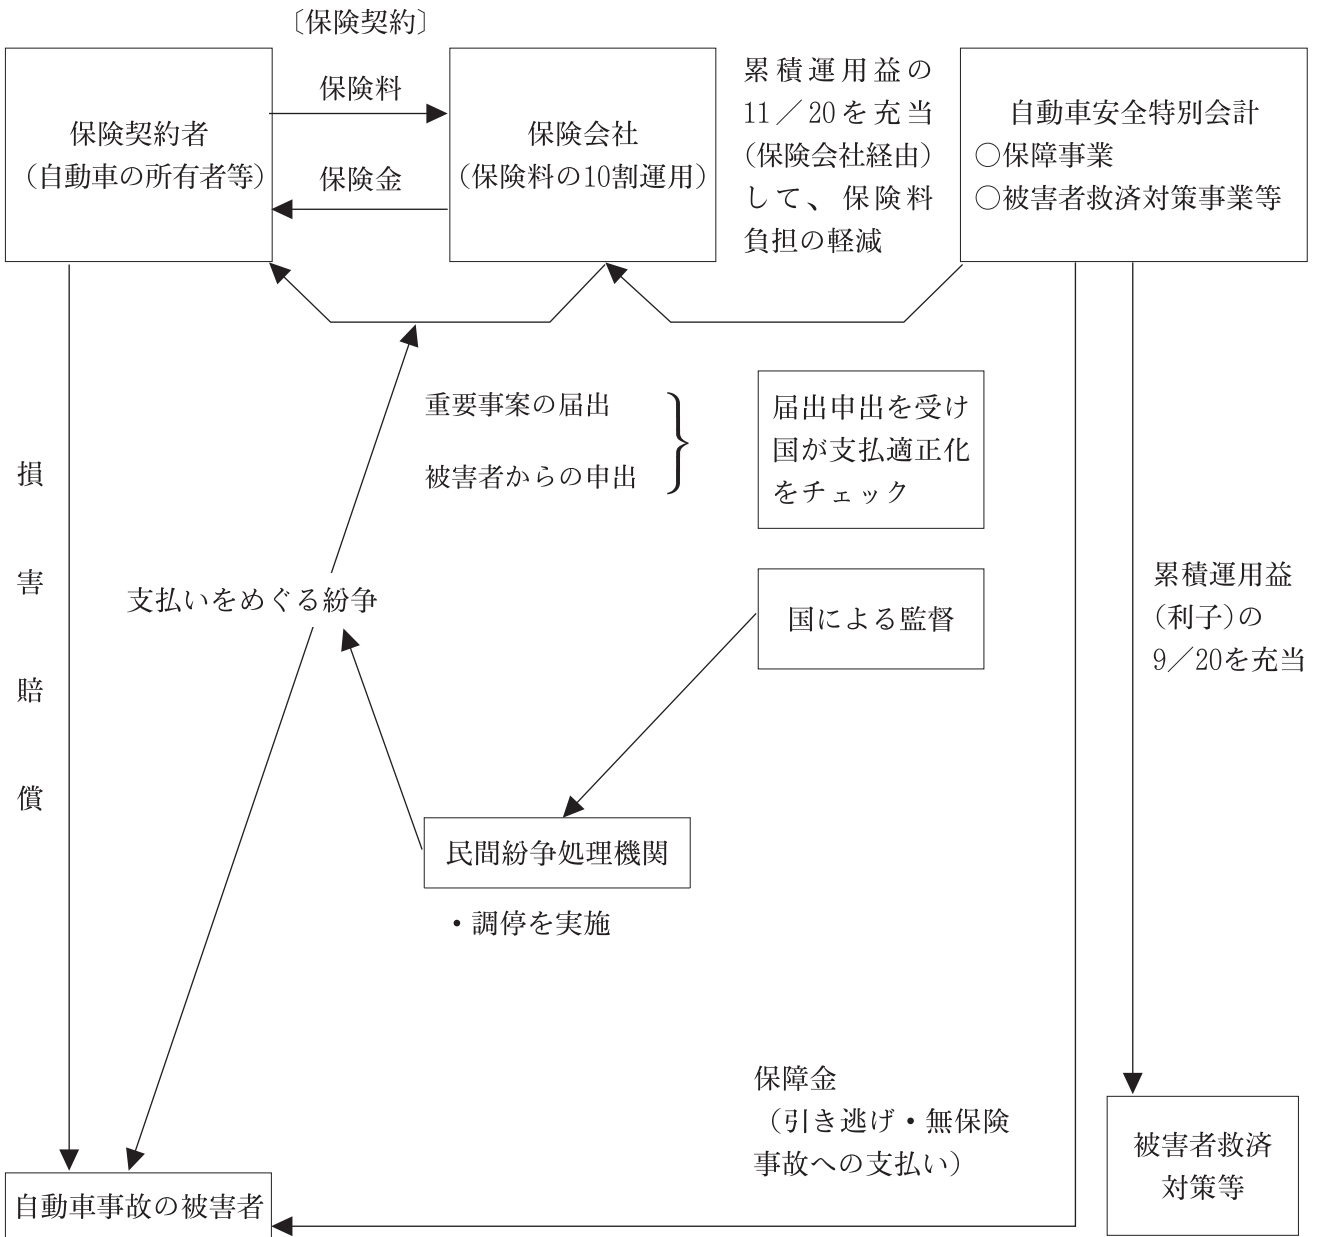 〔保険契約〕
保険契約者
(自動車の所有者等)
保険料
保険金
保険会社
(保険料の10割運用)
累積運用益の
11／20を充当
(保険会社経由)
して、保険料
負担の軽減
自動車安全特別会計
○保障事業
○被害者救済対策事業等
重要事案の届出
被害者からの申出
届出申出を受け
国が支払適正化
をチェック
損害賠償
支払いをめぐる紛争
国による監督
累積運用益
(利子)の
9／20を充当
民間紛争処理機関
・調停を実施
保障金
(引き逃げ・無保険
事故への支払い)
被害者救済
対策等
自動車事故の被害者